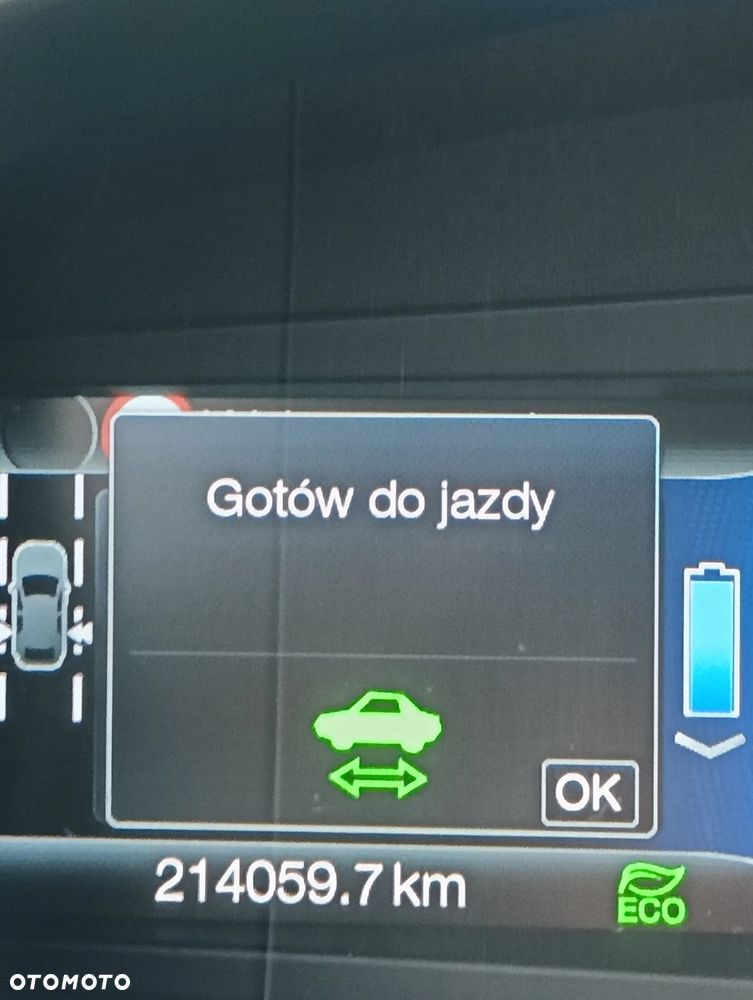 Gotów do jazdy
OK
214059.7 km
ECO
OTOMOTO